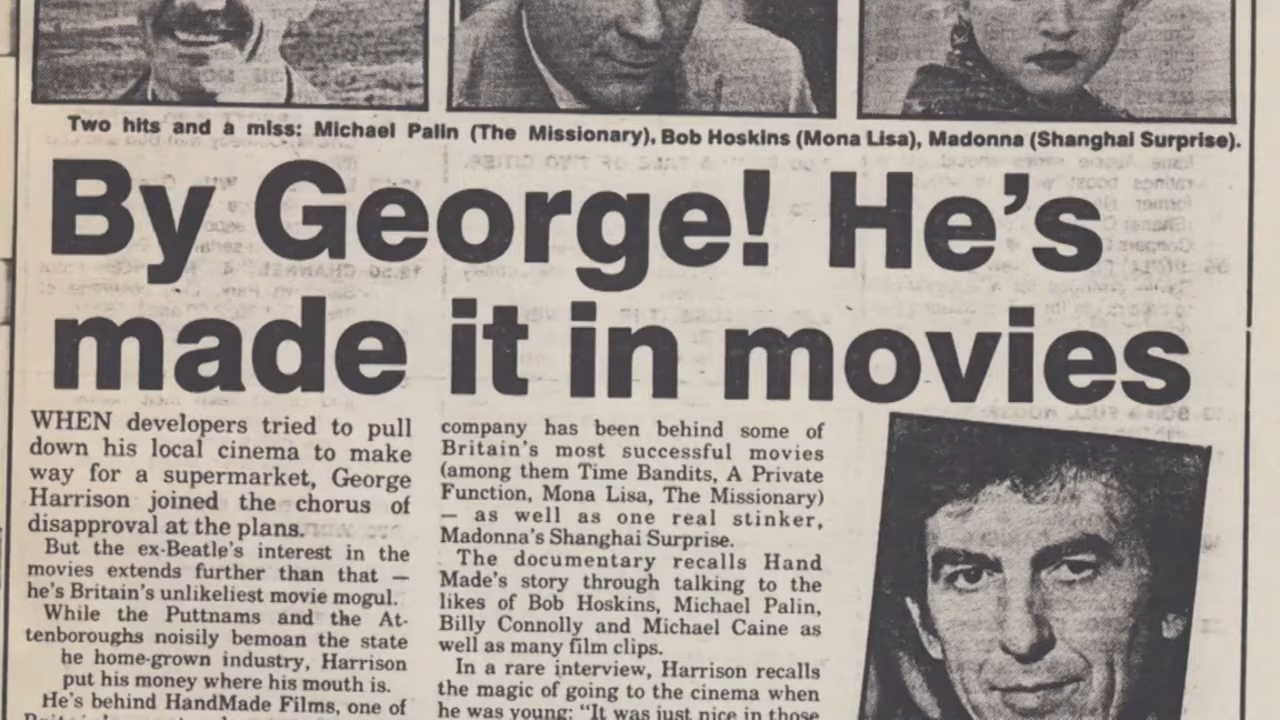 Two hits and a miss: Michael Palin (The Missionary), Bob Hoskins (Mona Lisa), Madonna (Shanghai Surprise).
By George! He's
made it in movies
WHEN developers tried to pull
down his local cinema to make
way for a supermarket, George
Harrison joined the chorus of
disapproval at the plans.
But the ex-Beatle's interest in the
movies extends further than that —
he's Britain's unlikeliest movie mogul.
While the Puttnams and the At-
tenboroughs noisily bemoan the state
he home-grown industry, Harrison
put his money where his mouth is.
He's behind HandMade Films, one of
company has been behind some of
Britain's most successful movies
(among them Time Bandits, A Private
Function, Mona Lisa, The Missionary)
— as well as one real stinker,
Madonna's Shanghai Surprise.
The documentary recalls Hand
Made's story through talking to the
likes of Bob Hoskins, Michael Palin,
Billy Connolly and Michael Caine as
well as many film clips.
In a rare interview, Harrison recalls
the magic of going to the cinema when
he was young: "It was just nice in those